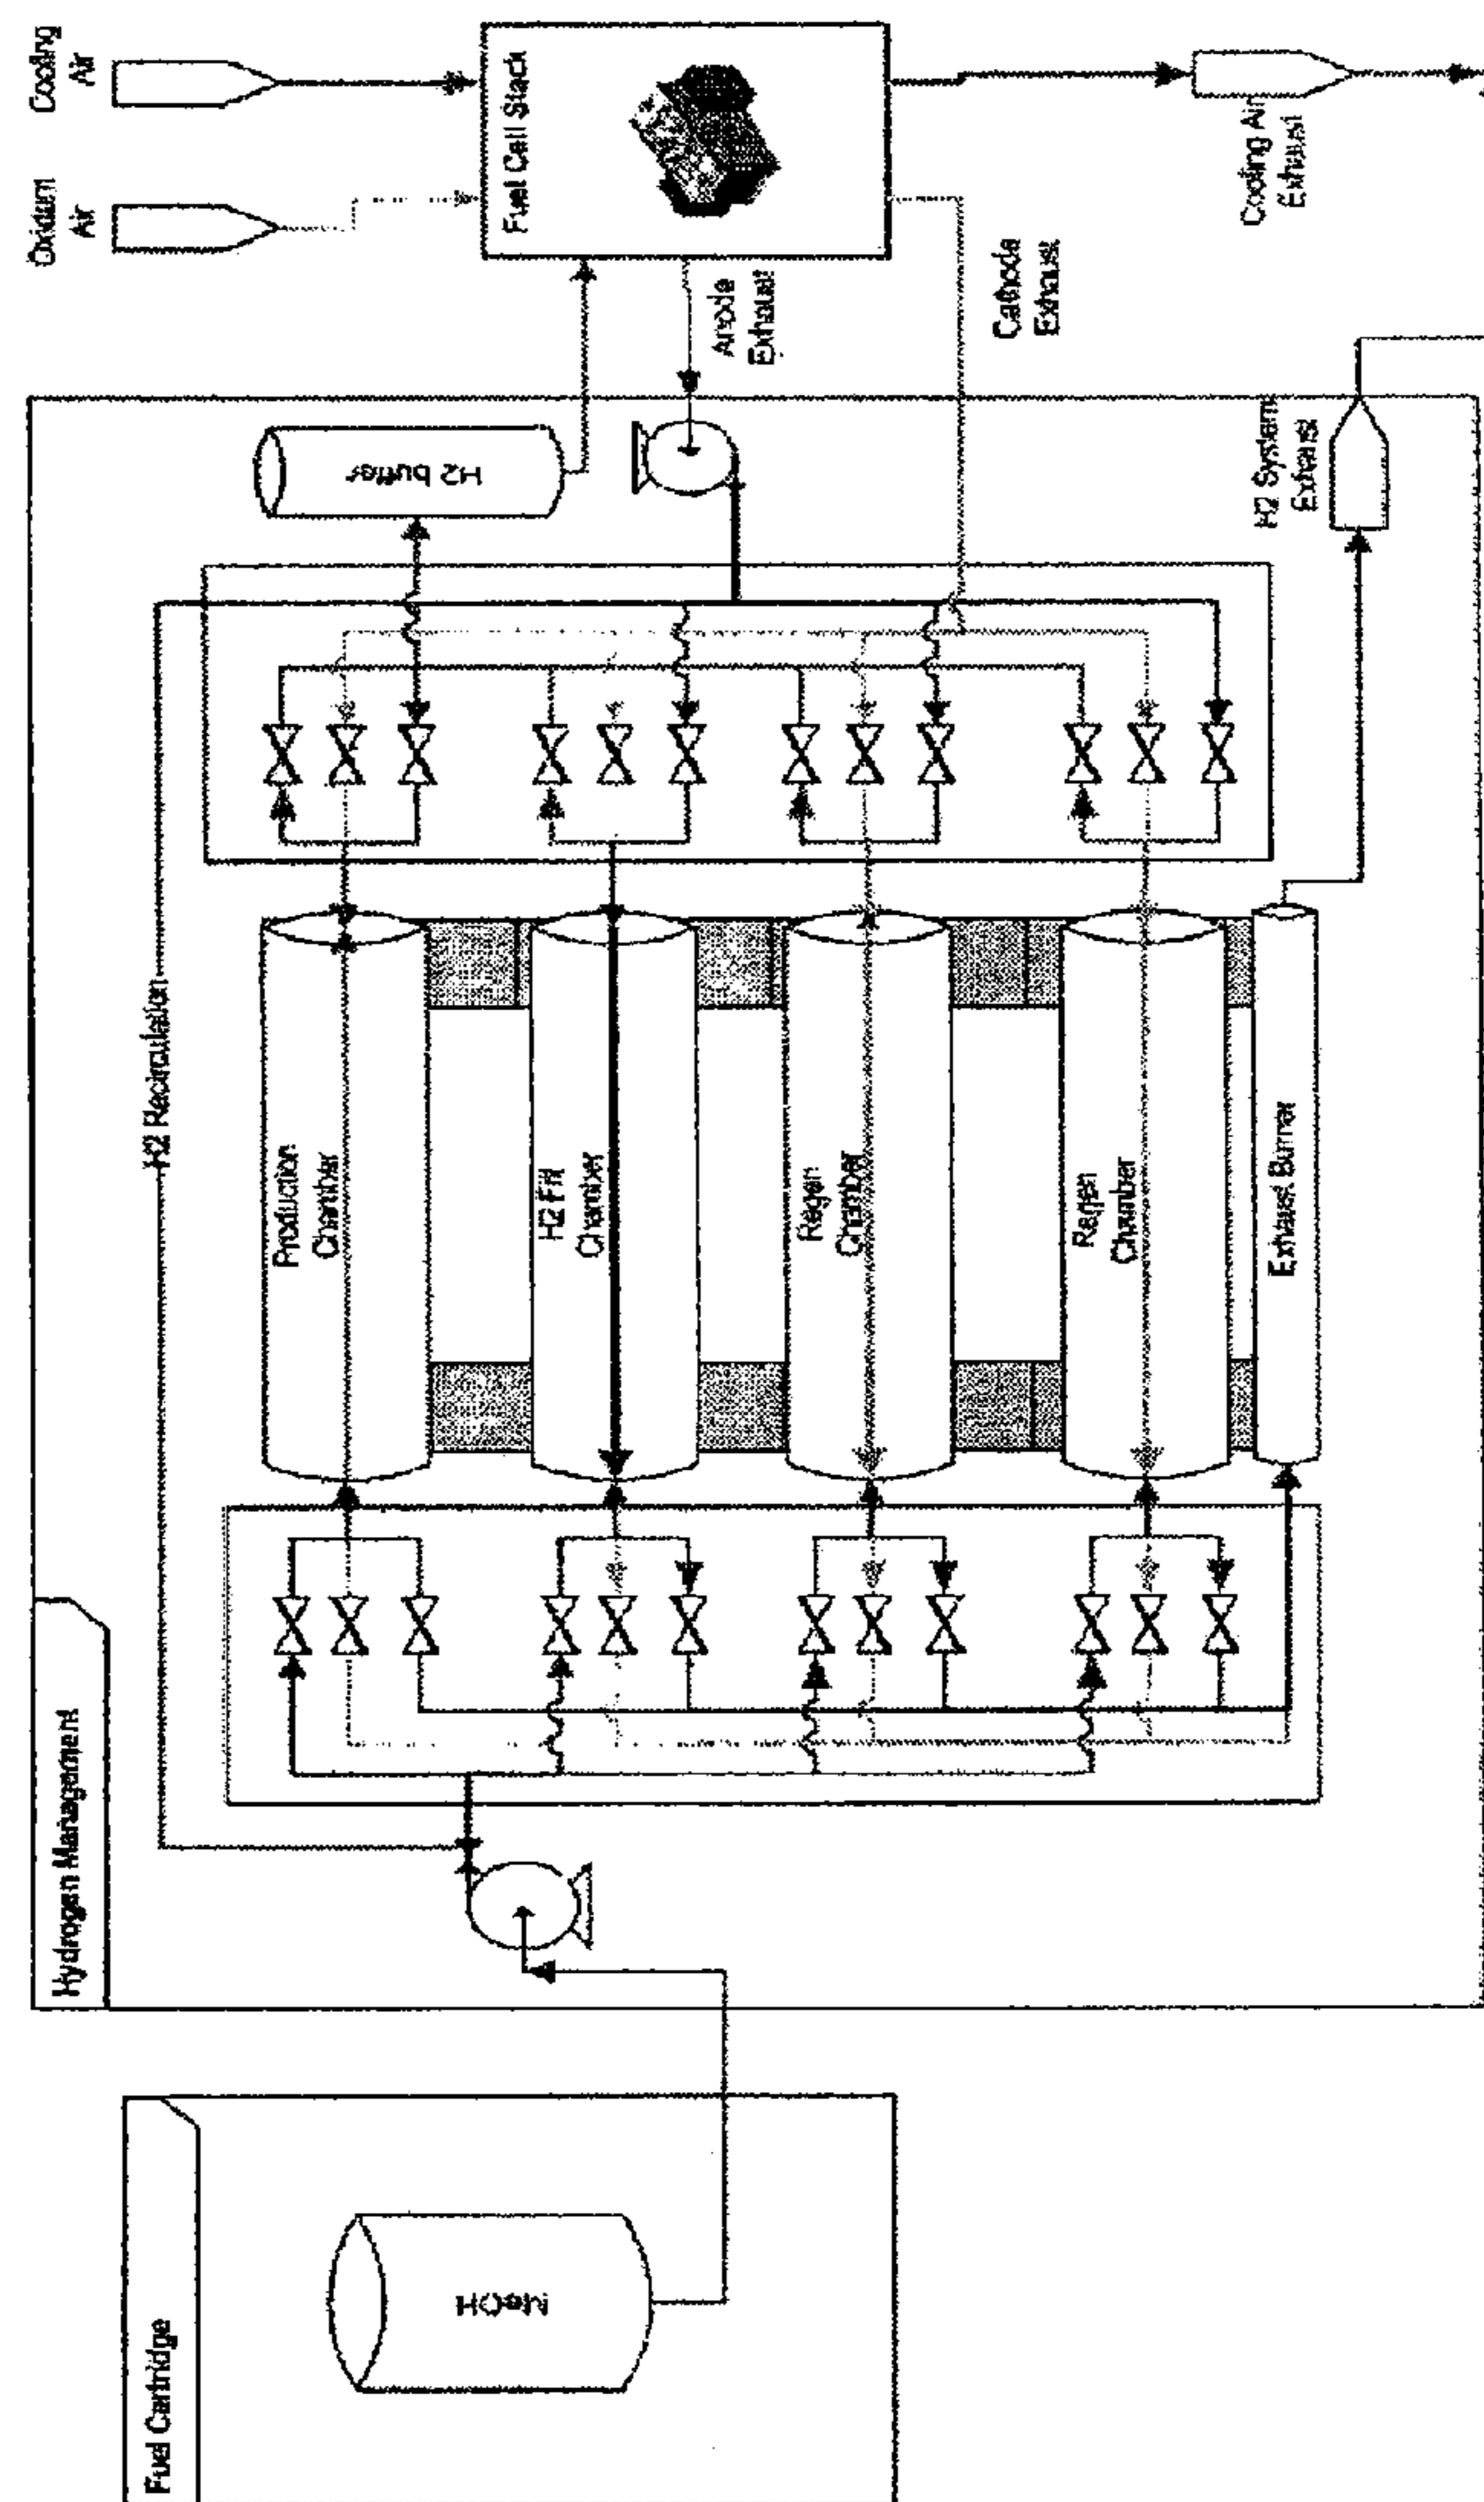 Cooling
Air
Oxidant
Air
Fuel Cell Stack
Cooling Air
Exhaust
Cathode
Exhaust
Anode
Exhaust
H2 buffer
H2 System
Exhaust
H2 Recirculation
Production
Chamber
H2 Fill
Chamber
Regen
Chamber
Regen
Chamber
Exhaust Burner
Hydrogen Management
MeOH
Fuel Cartridge